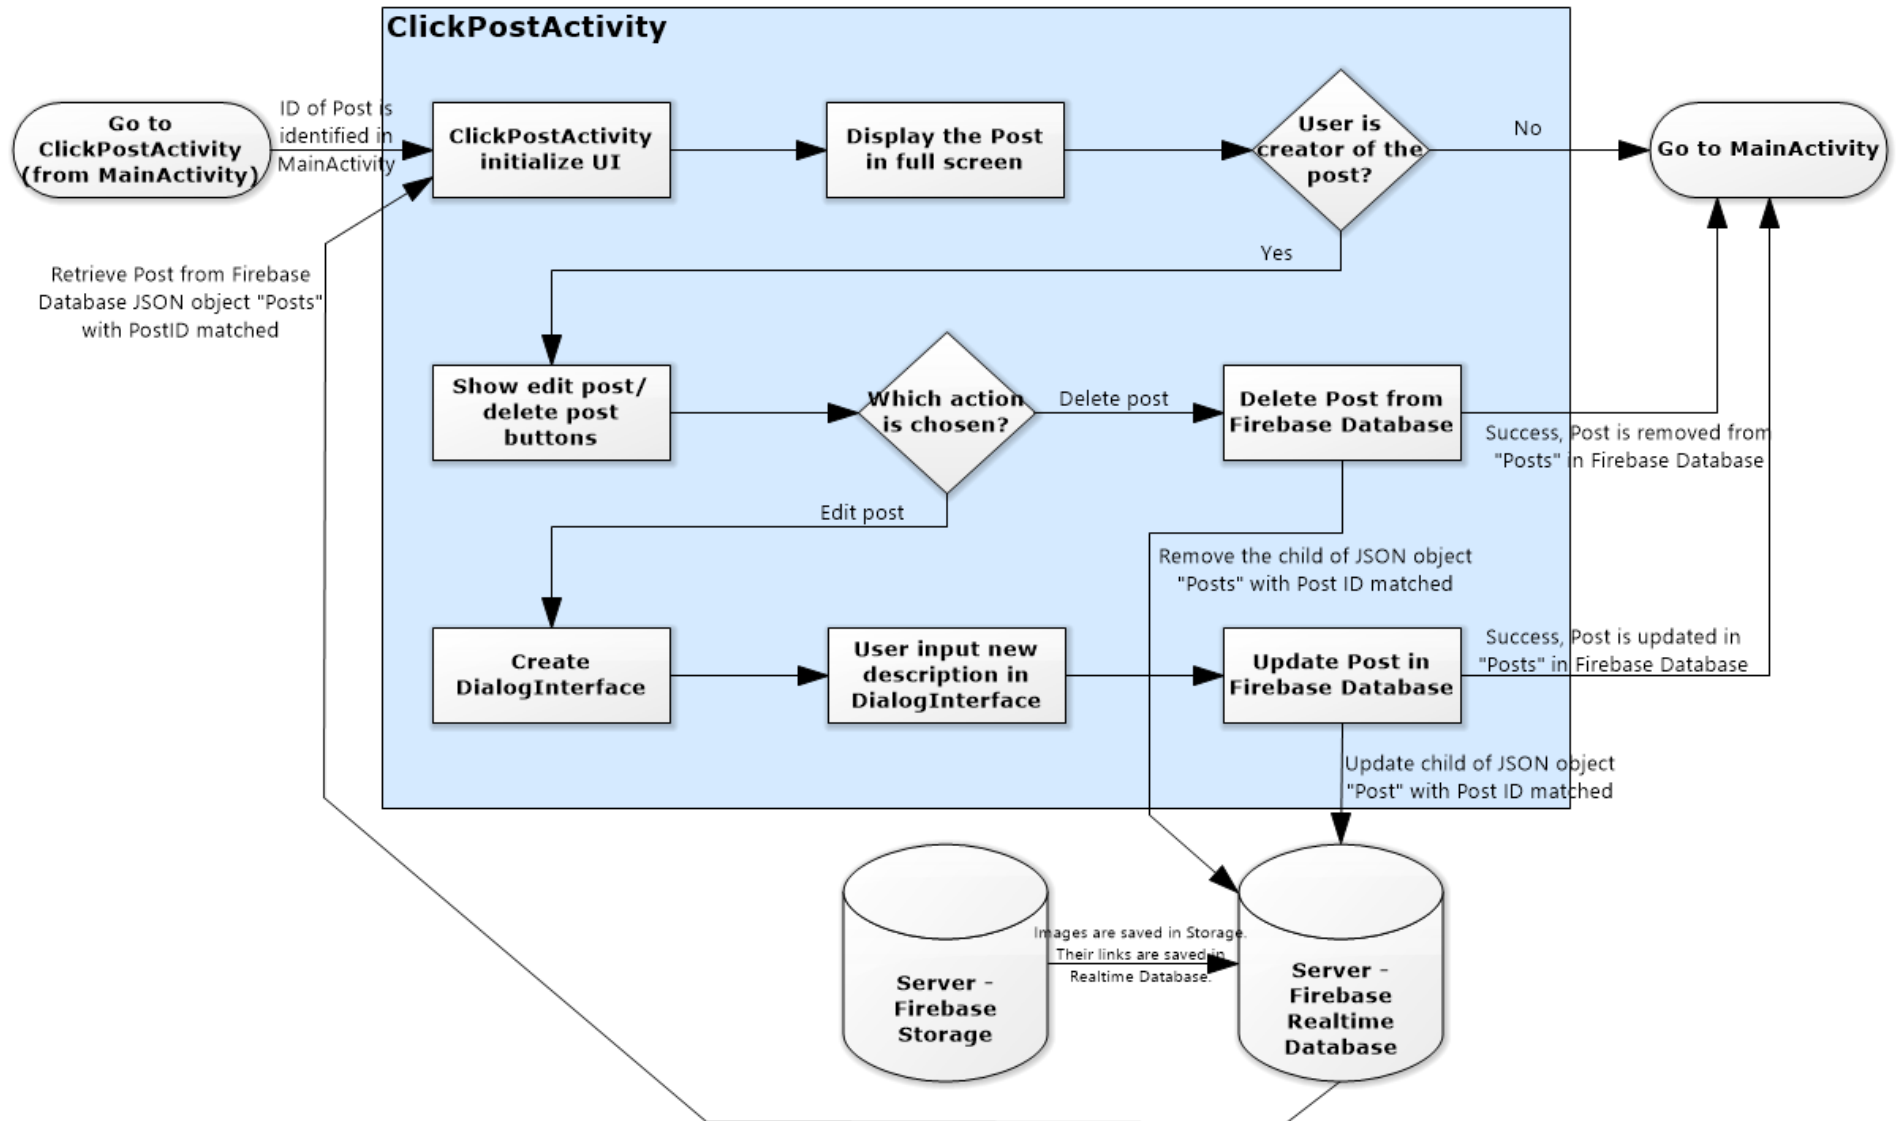 ClickPostActivity
Go to
ClickPostActivity
(from MainActivity)
ID of Post is
identified in
MainActivity
ClickPostActivity
initialize UI
Display the Post
in full screen
User is
creator of the
post?
No
Go to MainActivity
Yes
Retrieve Post from Firebase
Database JSON object "Posts"
with PostID matched
Show edit post/
delete post
buttons
Which action
is chosen?
Delete post
Delete Post from
Firebase Database
Success, Post is removed from
"Posts" in Firebase Database
Edit post
Remove the child of JSON object
"Posts" with Post ID matched
Create
DialogInterface
User input new
description in
DialogInterface
Update Post in
Firebase Database
Success, Post is updated in
"Posts" in Firebase Database
Update child of JSON object
"Post" with Post ID matched
Server -
Firebase
Storage
Images are saved in Storage.
Their links are saved in
Realtime Database.
Server -
Firebase
Realtime
Database